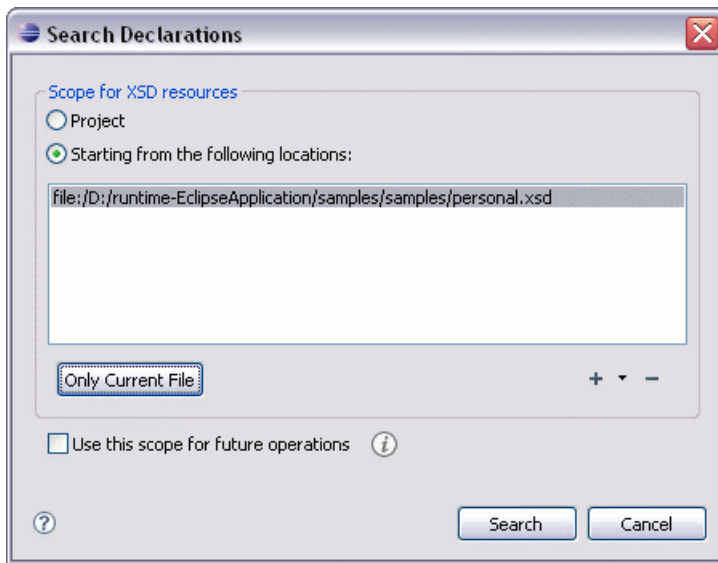 Search Declarations
Scope for XSD resources
Project
Starting from the following locations:
file:/D:/runtime-EclipseApplication/samples/samples/personal.xsd
Only Current File
Use this scope for future operations
Search
Cancel